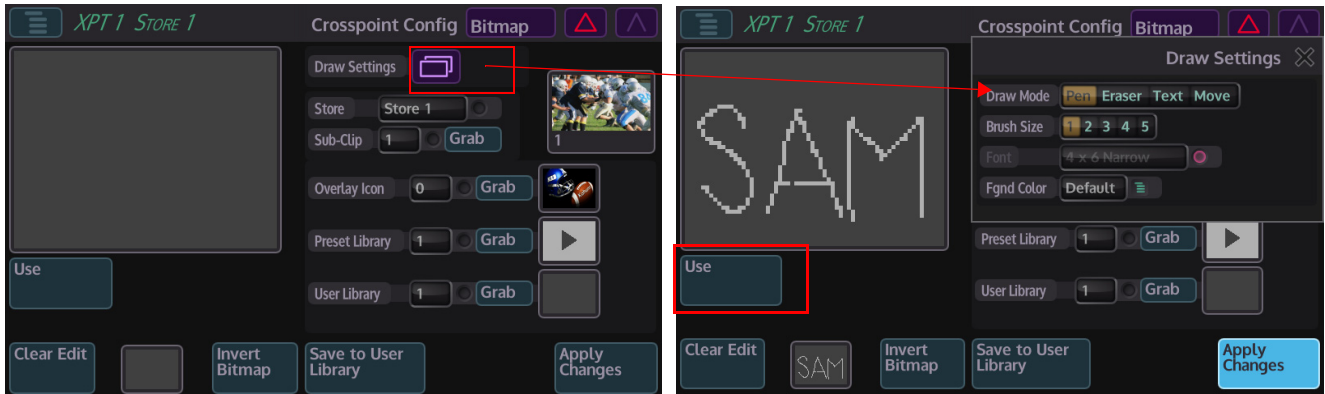 XPT 1 STORE 1
Crosspoint Config Bitmap
Draw Settings
Store Store 1
Sub-Clip 1 Grab
1
Overlay Icon 0 Grab
Preset Library 1 Grab
User Library 1 Grab
Use
Clear Edit
Invert
Bitmap
Save to User
Library
Apply
Changes
XPT 1 STORE 1
Crosspoint Config Bitmap
SAM
Draw Settings
Draw Mode Pen Eraser Text Move
Brush Size 1 2 3 4 5
Font 4 x 6 Narrow
Fgnd Color Default
Preset Library 1 Grab
User Library 1 Grab
Use
Clear Edit
SAM
Invert
Bitmap
Save to User
Library
Apply
Changes